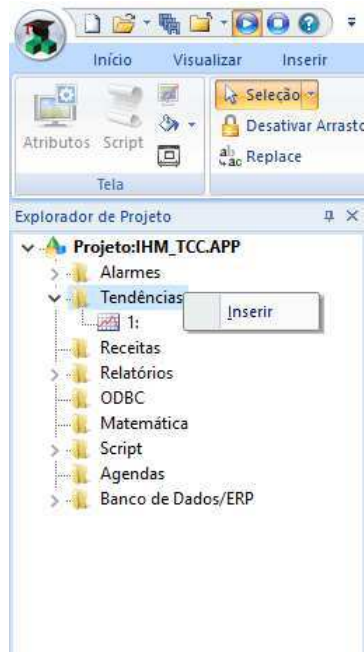 Início Visualizar Inserir
Seleção
Desativar Arrasto
Atributos Script
Replace
Tela
Explorador de Projeto
Projeto:IHM_TCC.APP
Alarmes
Tendências
Inserir
1:
Receitas
Relatórios
ODBC
Matemática
Script
Agendas
Banco de Dados/ERP